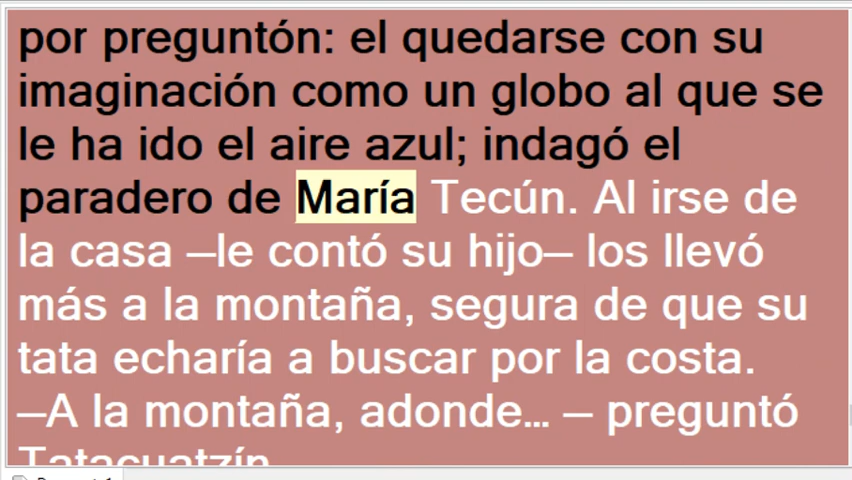 por preguntón: el quedarse con su
imaginación como un globo al que se
le ha ido el aire azul; indagó el
paradero de María Tecún. Al irse de
la casa —le contó su hijo— los llevó
más a la montaña, segura de que su
tata echaría a buscar por la costa.
—A la montaña, adonde... — preguntó
Tatacuatzín